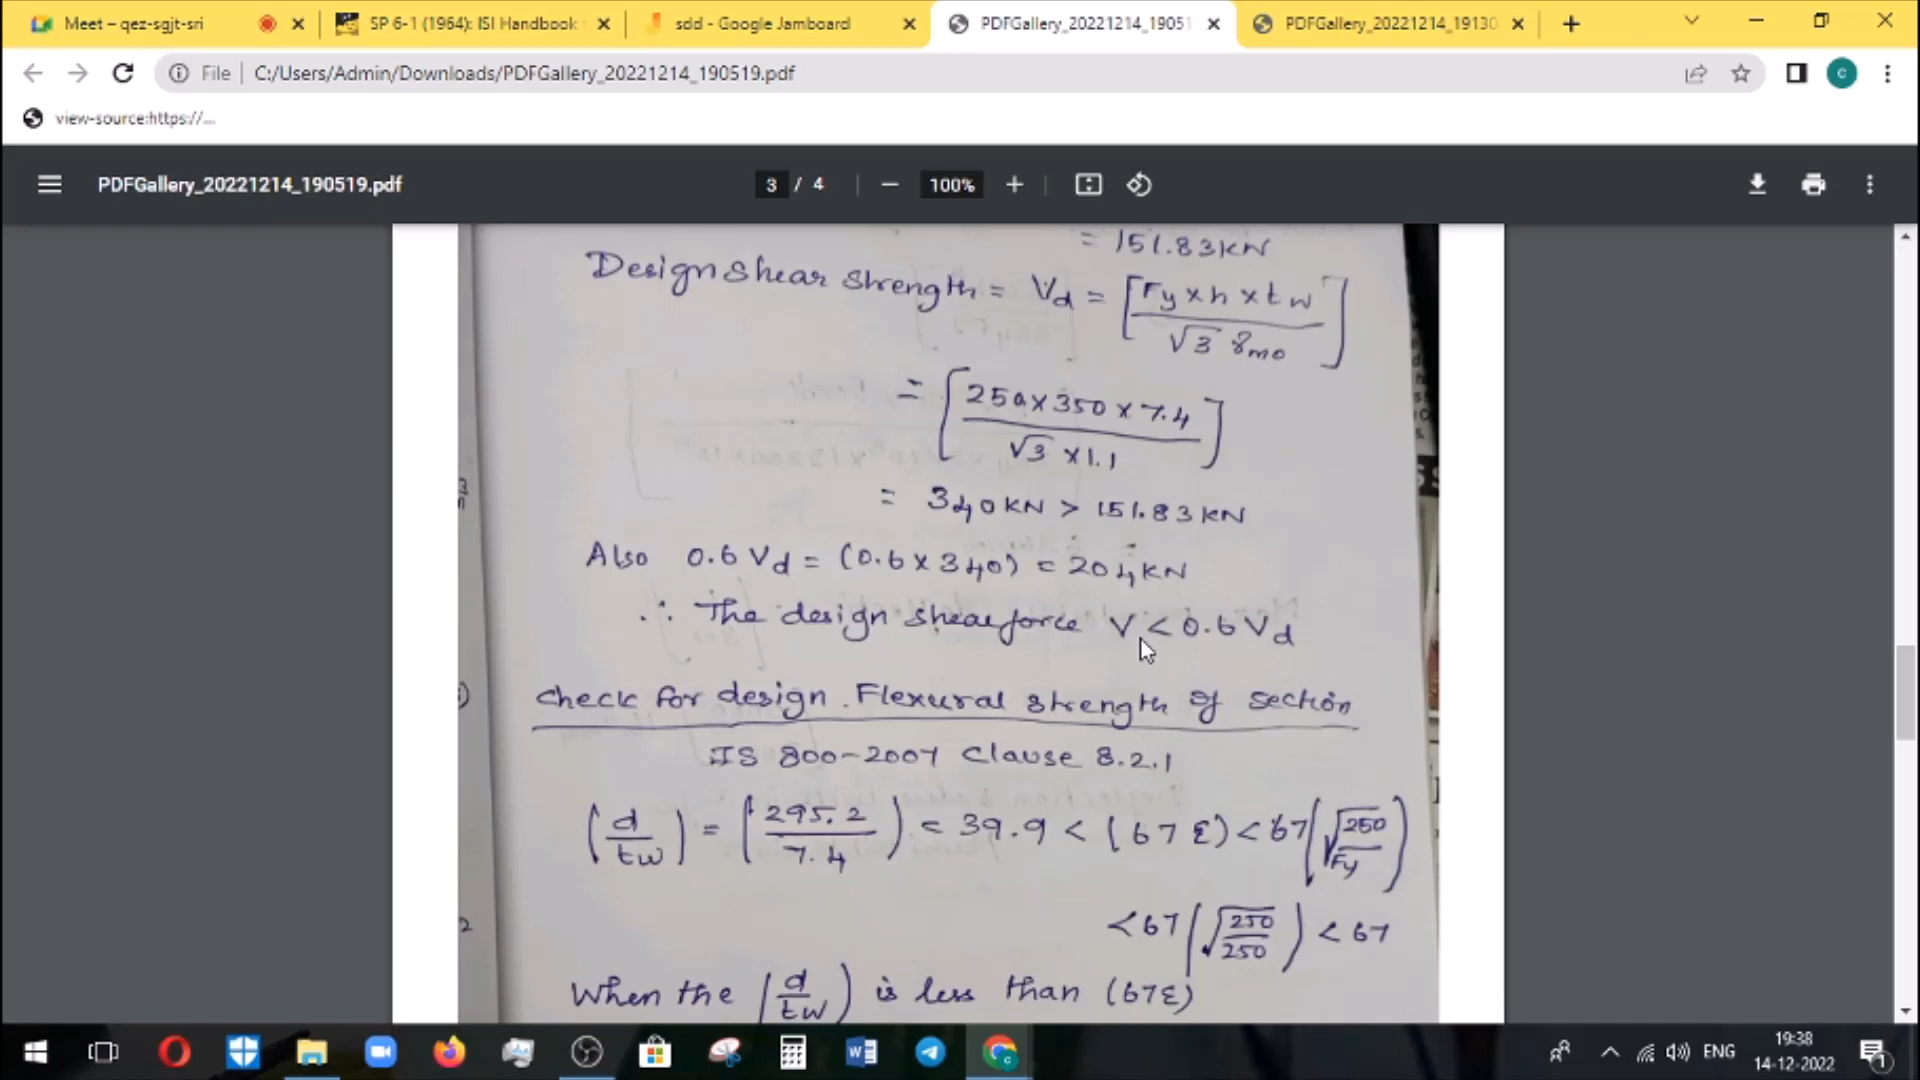 Meet – qez-sgjt-sri
SP 6-1 (1964): ISI Handbook
sdd - Google Jamboard
PDFGallery_20221214_19051
PDFGallery_20221214_19130
File
C:/Users/Admin/Downloads/PDFGallery_20221214_190519.pdf
view-source:https://...
PDFGallery_20221214_190519.pdf
3 / 4
100%
= 151.83KN
Design Shear Strength = Vd = [Fy x h x tw / √3 γmo]
= [250 x 350 x 7.4 / √3 x 1.1]
= 340 KN > 151.83 KN
Also 0.6 Vd = (0.6 x 340) = 204 KN
∴ The design shear force V < 0.6 Vd
check for design Flexural strength of section
IS 800-2007 Clause 8.2.1
(d/tw) = (295.2/7.4) = 39.9 < (67 ε) < 67 (√250/Fy)
< 67 (√250/250) < 67
When the (d/tw) is less than (67ε)
ENG
19:38
14-12-2022
1